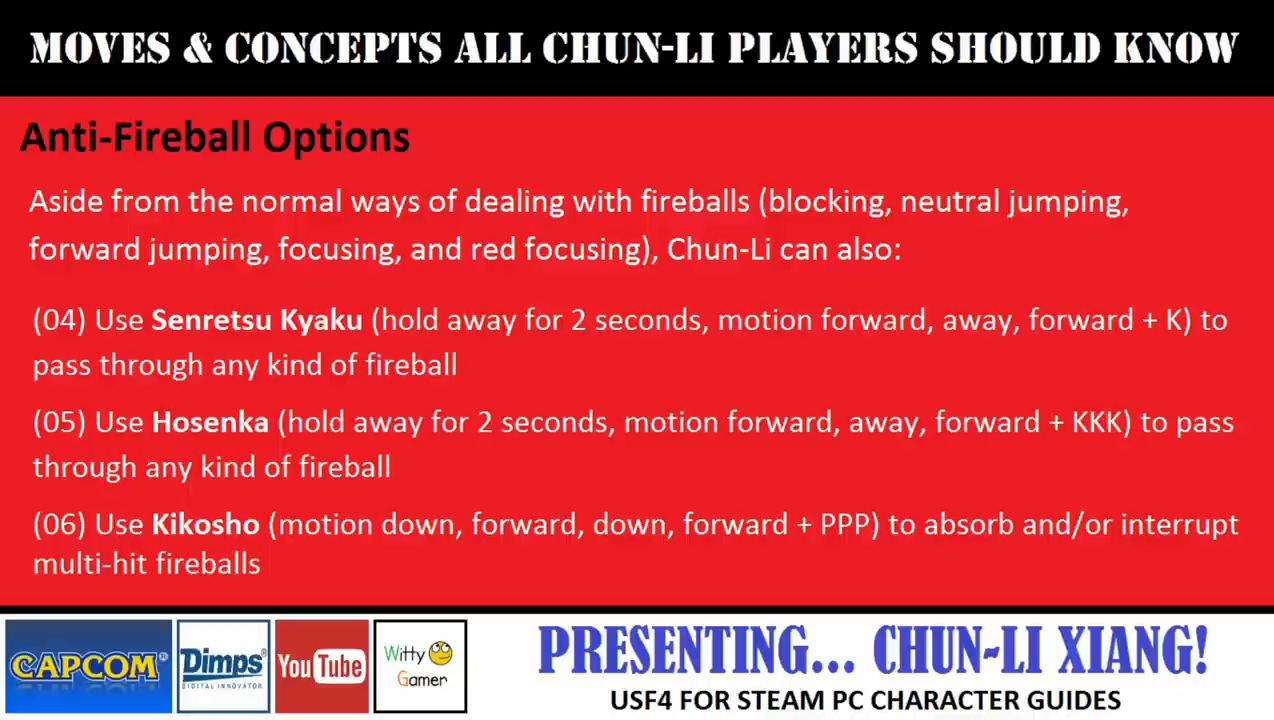 MOVES & CONCEPTS ALL CHUN-LI PLAYERS SHOULD KNOW
Anti-Fireball Options
Aside from the normal ways of dealing with fireballs (blocking, neutral jumping,
forward jumping, focusing, and red focusing), Chun-Li can also:
(04) Use Senretsu Kyaku (hold away for 2 seconds, motion forward, away, forward + K) to
pass through any kind of fireball
(05) Use Hosenka (hold away for 2 seconds, motion forward, away, forward + KKK) to pass
through any kind of fireball
(06) Use Kikosho (motion down, forward, down, forward + PPP) to absorb and/or interrupt
multi-hit fireballs
CAPCOM®
Dimps®
DIGITAL INNOVATOR
YouTube
Witty
Gamer
PRESENTING... CHUN-LI XIANG!
USF4 FOR STEAM PC CHARACTER GUIDES